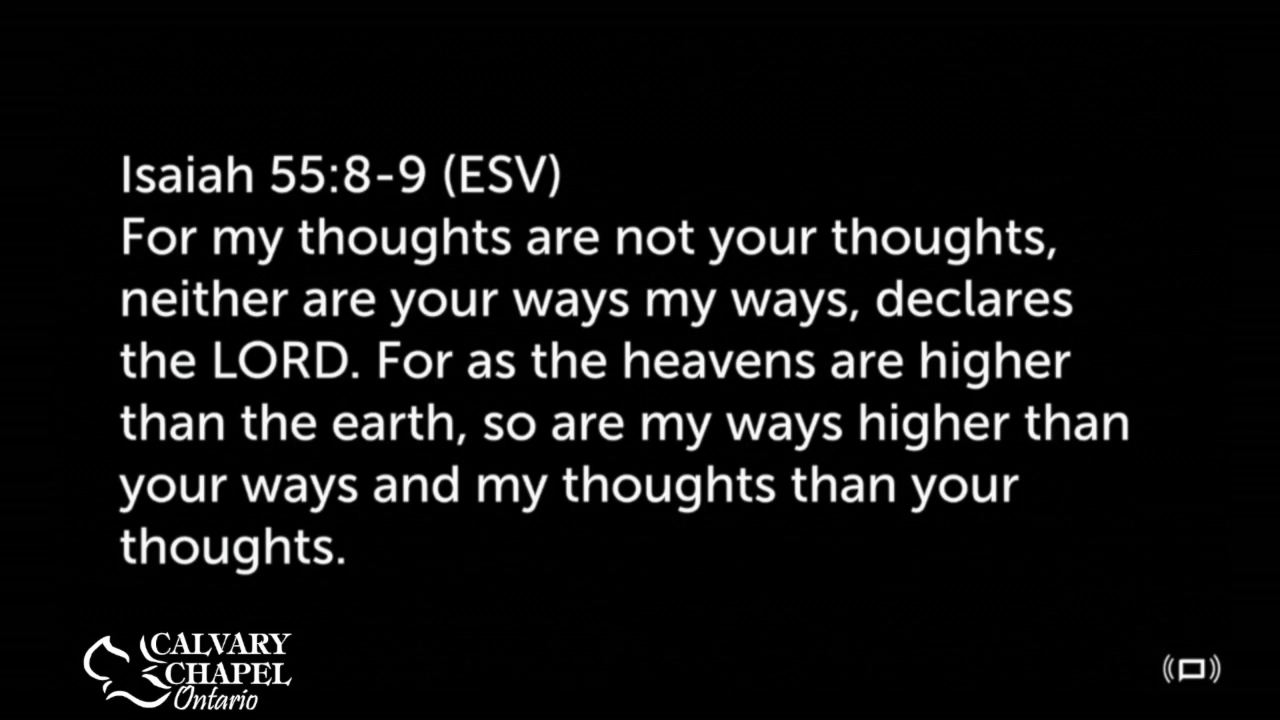 Isaiah 55:8-9 (ESV)
For my thoughts are not your thoughts,
neither are your ways my ways, declares
the LORD. For as the heavens are higher
than the earth, so are my ways higher than
your ways and my thoughts than your
thoughts.
CALVARY
CHAPEL
Ontario